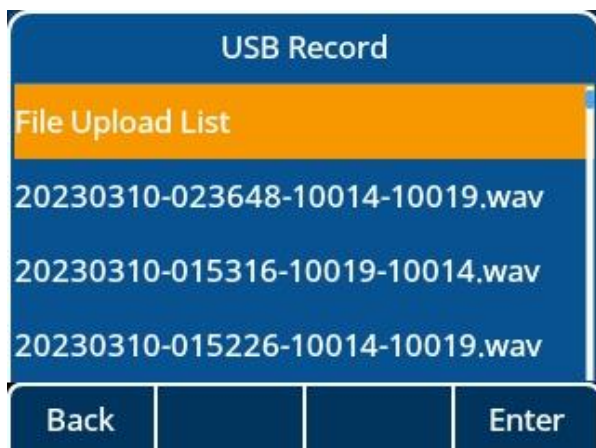 USB Record
File Upload List
20230310-023648-10014-10019.wav
20230310-015316-10019-10014.wav
20230310-015226-10014-10019.wav
Back Enter